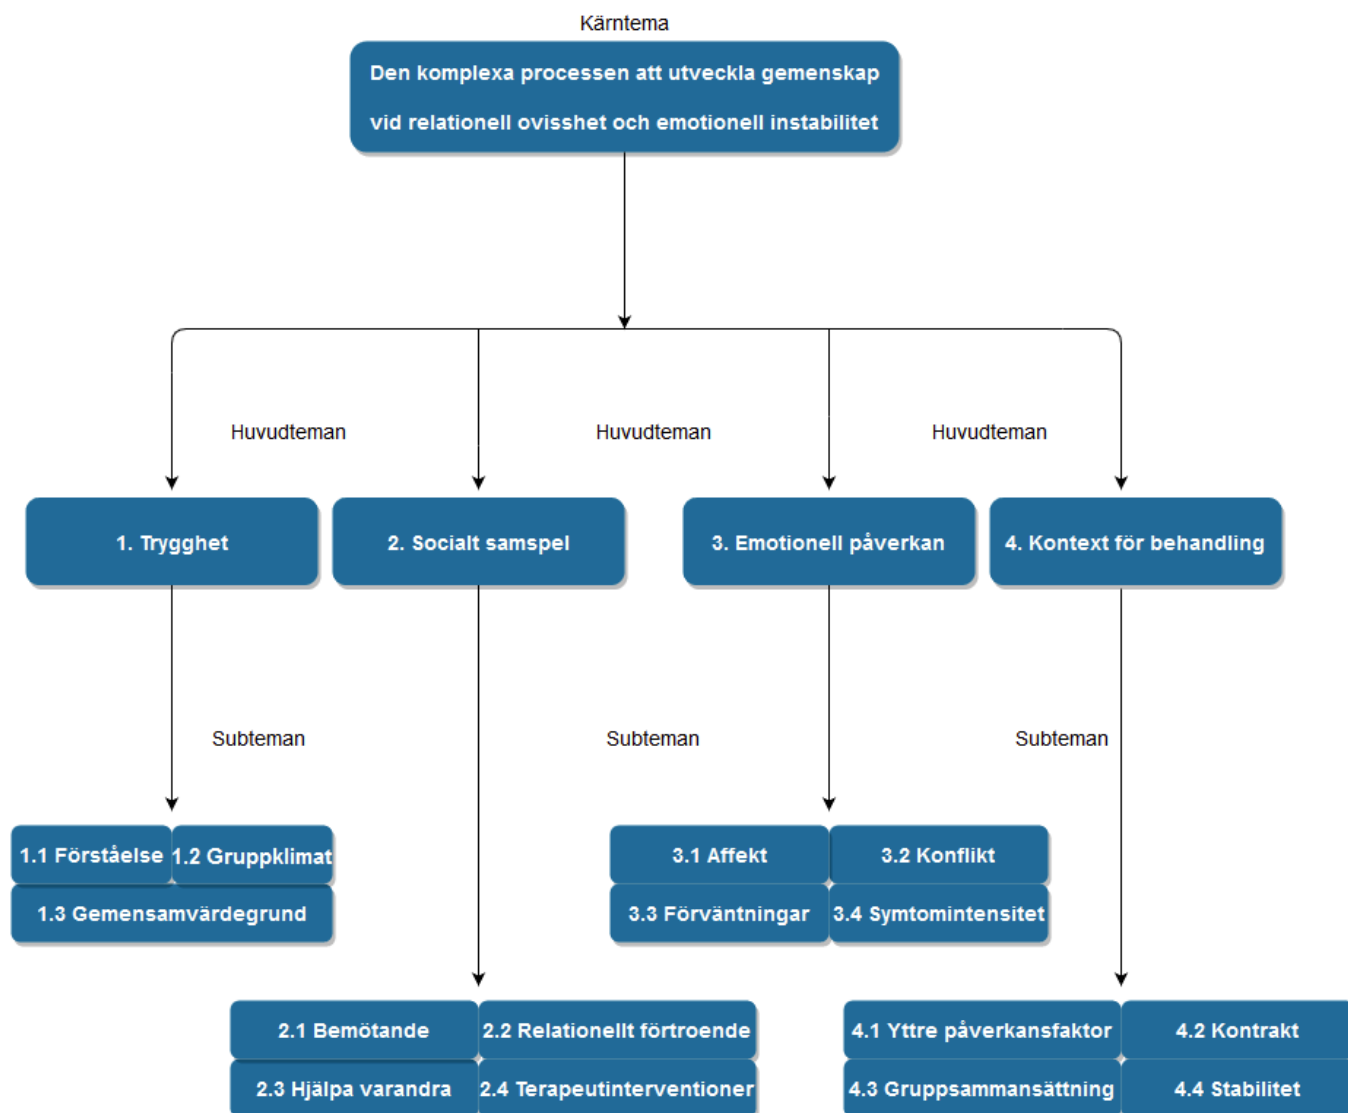 Kärntema
Den komplexa processen att utveckla gemenskap
vid relationell ovisshet och emotionell instabilitet
Huvudteman
Huvudteman
Huvudteman
1. Trygghet
2. Socialt samspel
3. Emotionell påverkan
4. Kontext för behandling
Subteman
Subteman
Subteman
1.1 Förståelse
1.2 Gruppklimat
1.3 Gemensamvärdegrund
3.1 Affekt
3.2 Konflikt
3.3 Förväntningar
3.4 Symtomintensitet
2.1 Bemötande
2.2 Relationellt förtroende
2.3 Hjälpa varandra
2.4 Terapeutinterventioner
4.1 Yttre påverkansfaktor
4.2 Kontrakt
4.3 Gruppsammansättning
4.4 Stabilitet